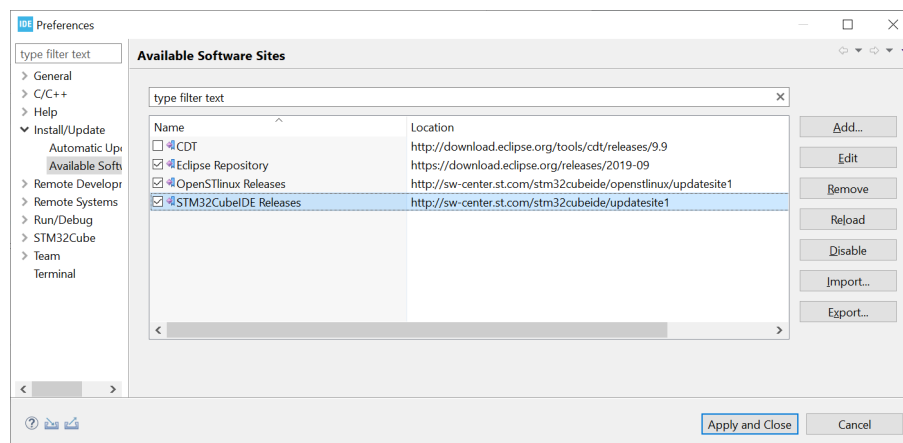 IDE Preferences
type filter text
General
C/C++
Help
Install/Update
Automatic Up
Available Soft
Remote Develop
Remote Systems
Run/Debug
STM32Cube
Team
Terminal
Available Software Sites
type filter text
Name Location
CDT http://download.eclipse.org/tools/cdt/releases/9.9
Eclipse Repository https://download.eclipse.org/releases/2019-09
OpenSTlinux Releases http://sw-center.st.com/stm32cubeide/openstlinux/updatesite1
STM32CubeIDE Releases http://sw-center.st.com/stm32cubeide/updatesite1
Add...
Edit
Remove
Reload
Disable
Import...
Export...
Apply and Close Cancel